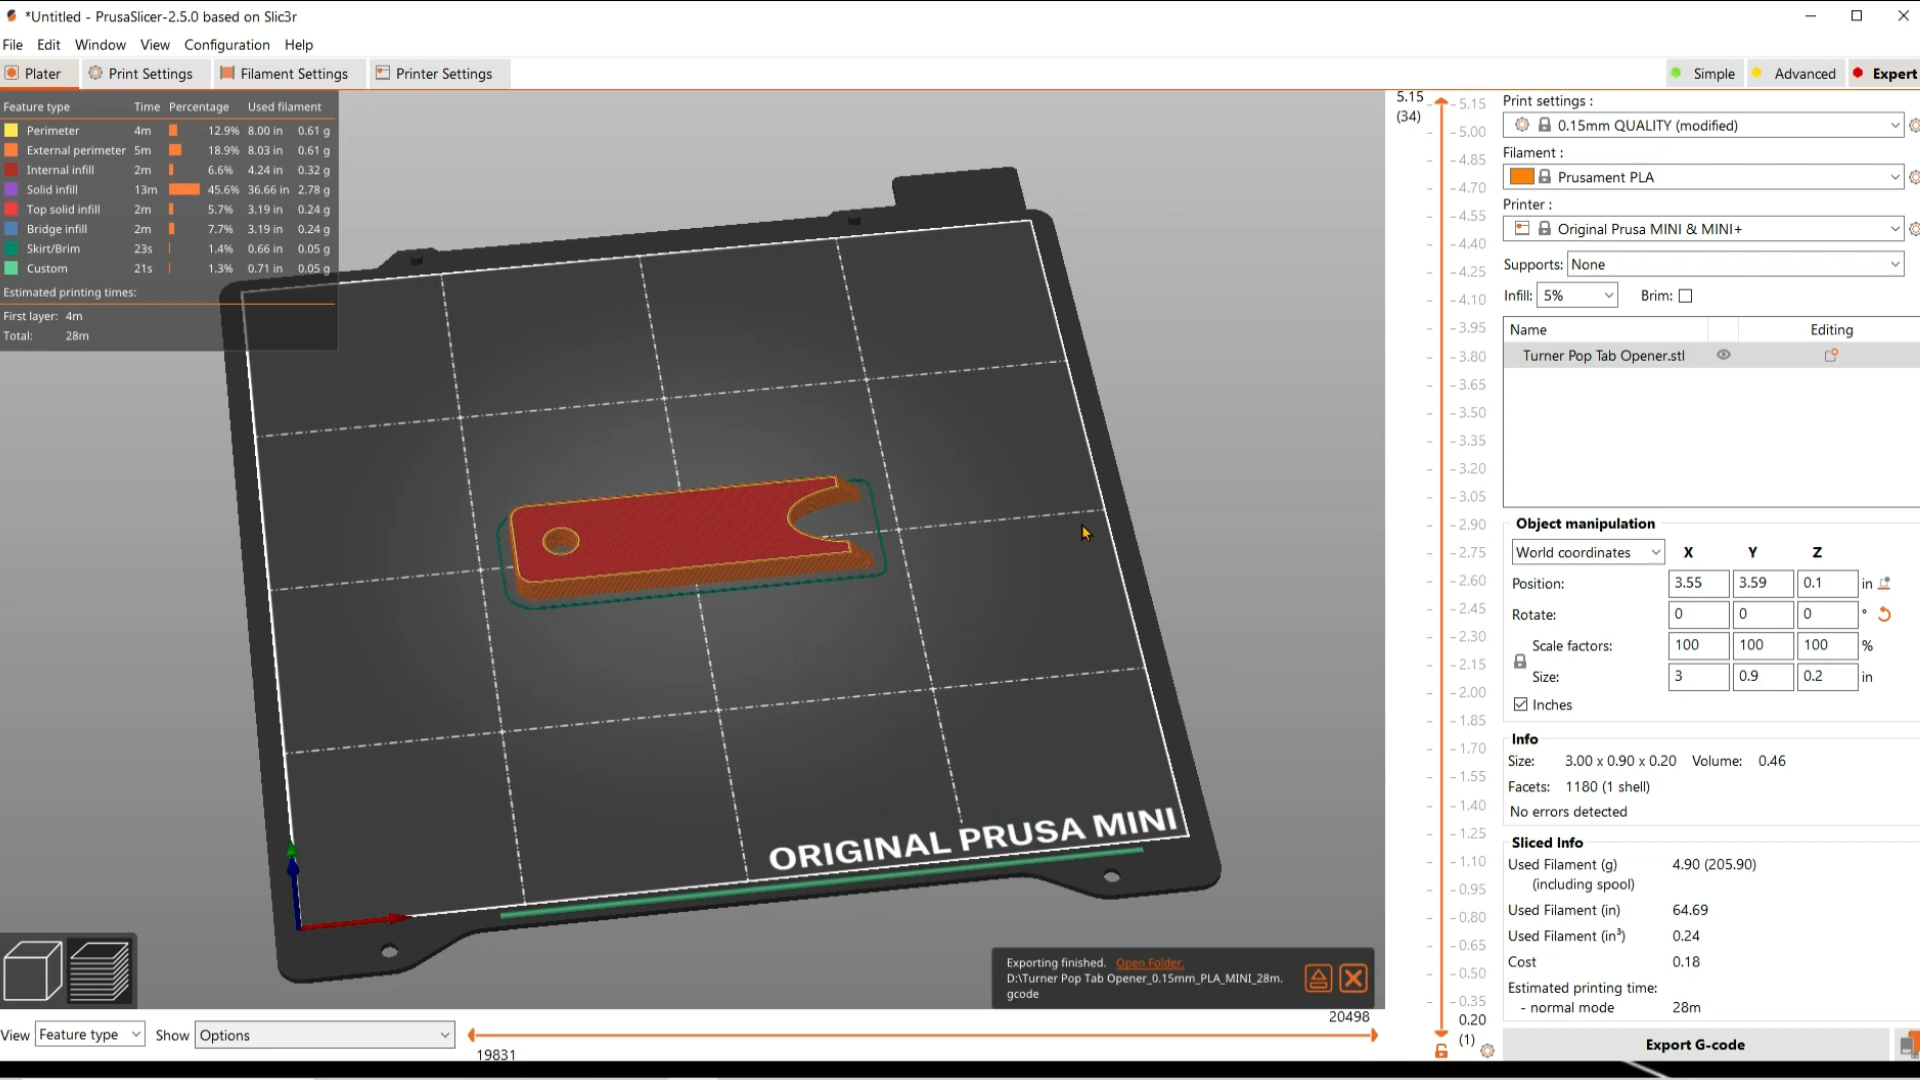 *Untitled - PrusaSlicer-2.5.0 based on Slic3r
File Edit Window View Configuration Help
Plater Print Settings Filament Settings Printer Settings Simple Advanced Expert
Feature type Time Percentage Used filament
Perimeter 4m 12.9% 8.00 in 0.61 g
External perimeter 5m 18.9% 8.03 in 0.61 g
Internal infill 2m 6.6% 4.24 in 0.32 g
Solid infill 13m 45.6% 36.66 in 2.78 g
Top solid infill 2m 5.7% 3.19 in 0.24 g
Bridge infill 2m 7.7% 3.19 in 0.24 g
Skirt/Brim 23s 1.4% 0.66 in 0.05 g
Custom 21s 1.3% 0.71 in 0.05 g
Estimated printing times:
First layer: 4m
Total: 28m
ORIGINAL PRUSA MINI
Exporting finished. Open Folder.
D:\Turner Pop Tab Opener_0.15mm_PLA_MINI_28m.
gcode
View Feature type Show Options
19831
20498
5.15
(34)
5.15
5.00
4.85
4.70
4.55
4.40
4.25
4.10
3.95
3.80
3.65
3.50
3.35
3.20
3.05
2.90
2.75
2.60
2.45
2.30
2.15
2.00
1.85
1.70
1.55
1.40
1.25
1.10
0.95
0.80
0.65
0.50
0.35
0.20
(1)
Print settings :
0.15mm QUALITY (modified)
Filament :
Prusament PLA
Printer :
Original Prusa MINI & MINI+
Supports: None
Infill: 5% Brim:
Name Editing
Turner Pop Tab Opener.stl
Object manipulation
World coordinates X Y Z
Position: 3.55 3.59 0.1 in
Rotate: 0 0 0 °
Scale factors: 100 100 100 %
Size: 3 0.9 0.2 in
Inches
Info
Size: 3.00 x 0.90 x 0.20 Volume: 0.46
Facets: 1180 (1 shell)
No errors detected
Sliced Info
Used Filament (g) 4.90 (205.90)
(including spool)
Used Filament (in) 64.69
Used Filament (in³) 0.24
Cost 0.18
Estimated printing time:
- normal mode 28m
Export G-code